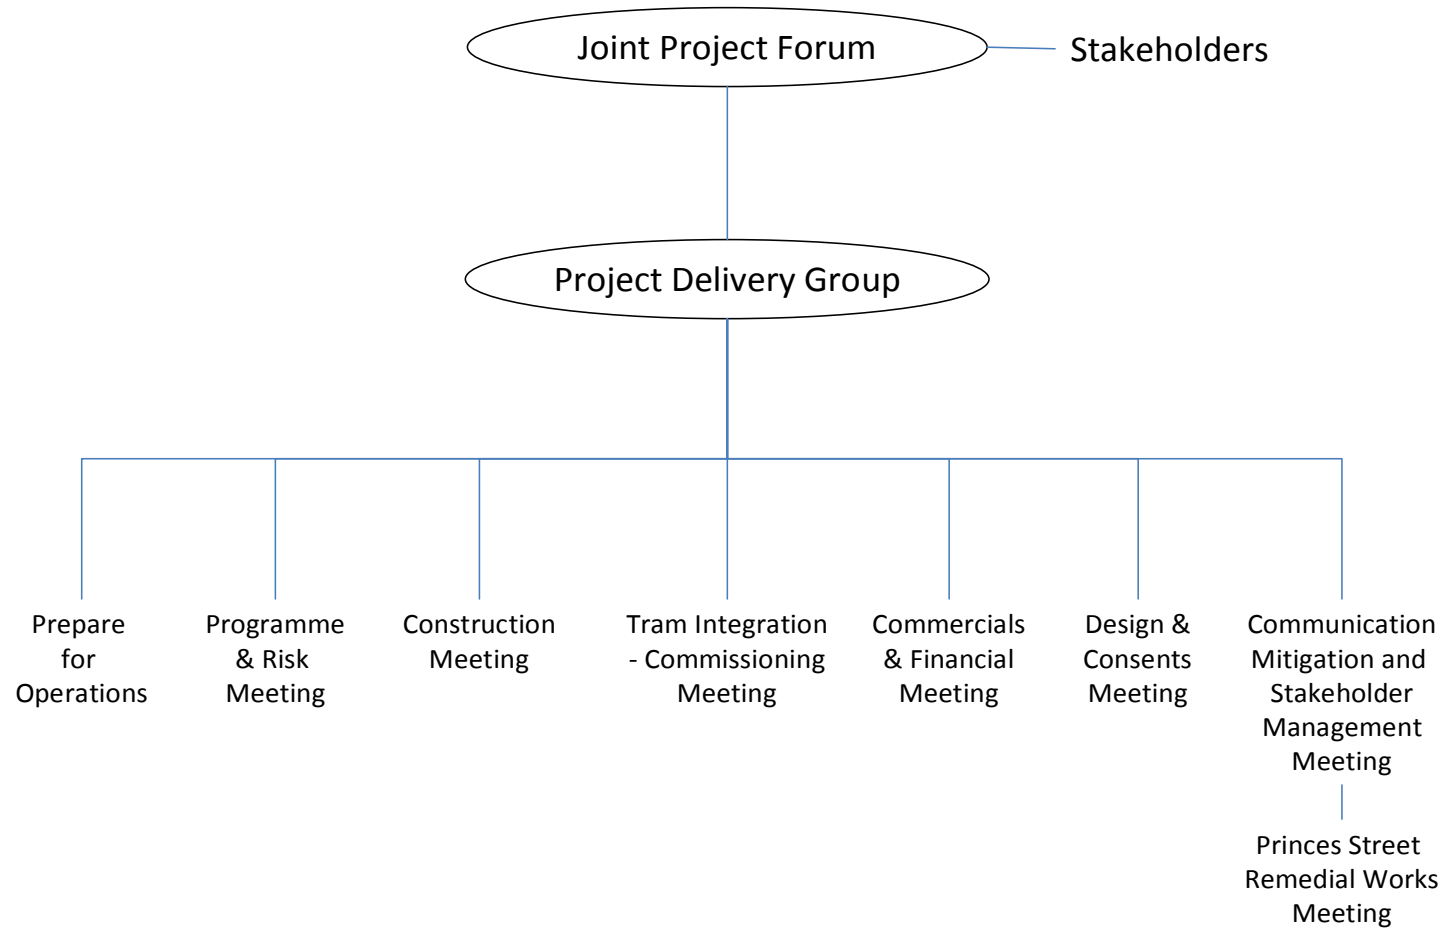 Joint Project Forum
Stakeholders
Project Delivery Group
Prepare
for
Operations
Programme
& Risk
Meeting
Construction
Meeting
Tram Integration
- Commissioning
Meeting
Commercials
& Financial
Meeting
Design &
Consents
Meeting
Communication
Mitigation and
Stakeholder
Management
Meeting
Princes Street
Remedial Works
Meeting